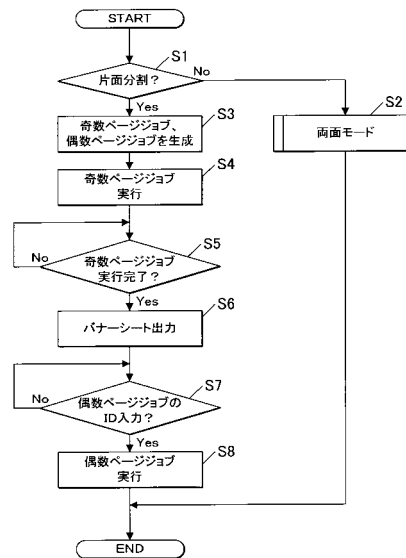 START
S1
片面分割?
No
Yes
S2
両面モード
S3
奇数ページジョブ、
偶数ページジョブを生成
S4
奇数ページジョブ
実行
S5
奇数ページジョブ
実行完了?
No
Yes
S6
バナーシート出力
S7
偶数ページジョブの
ID入力?
No
Yes
S8
偶数ページジョブ
実行
END